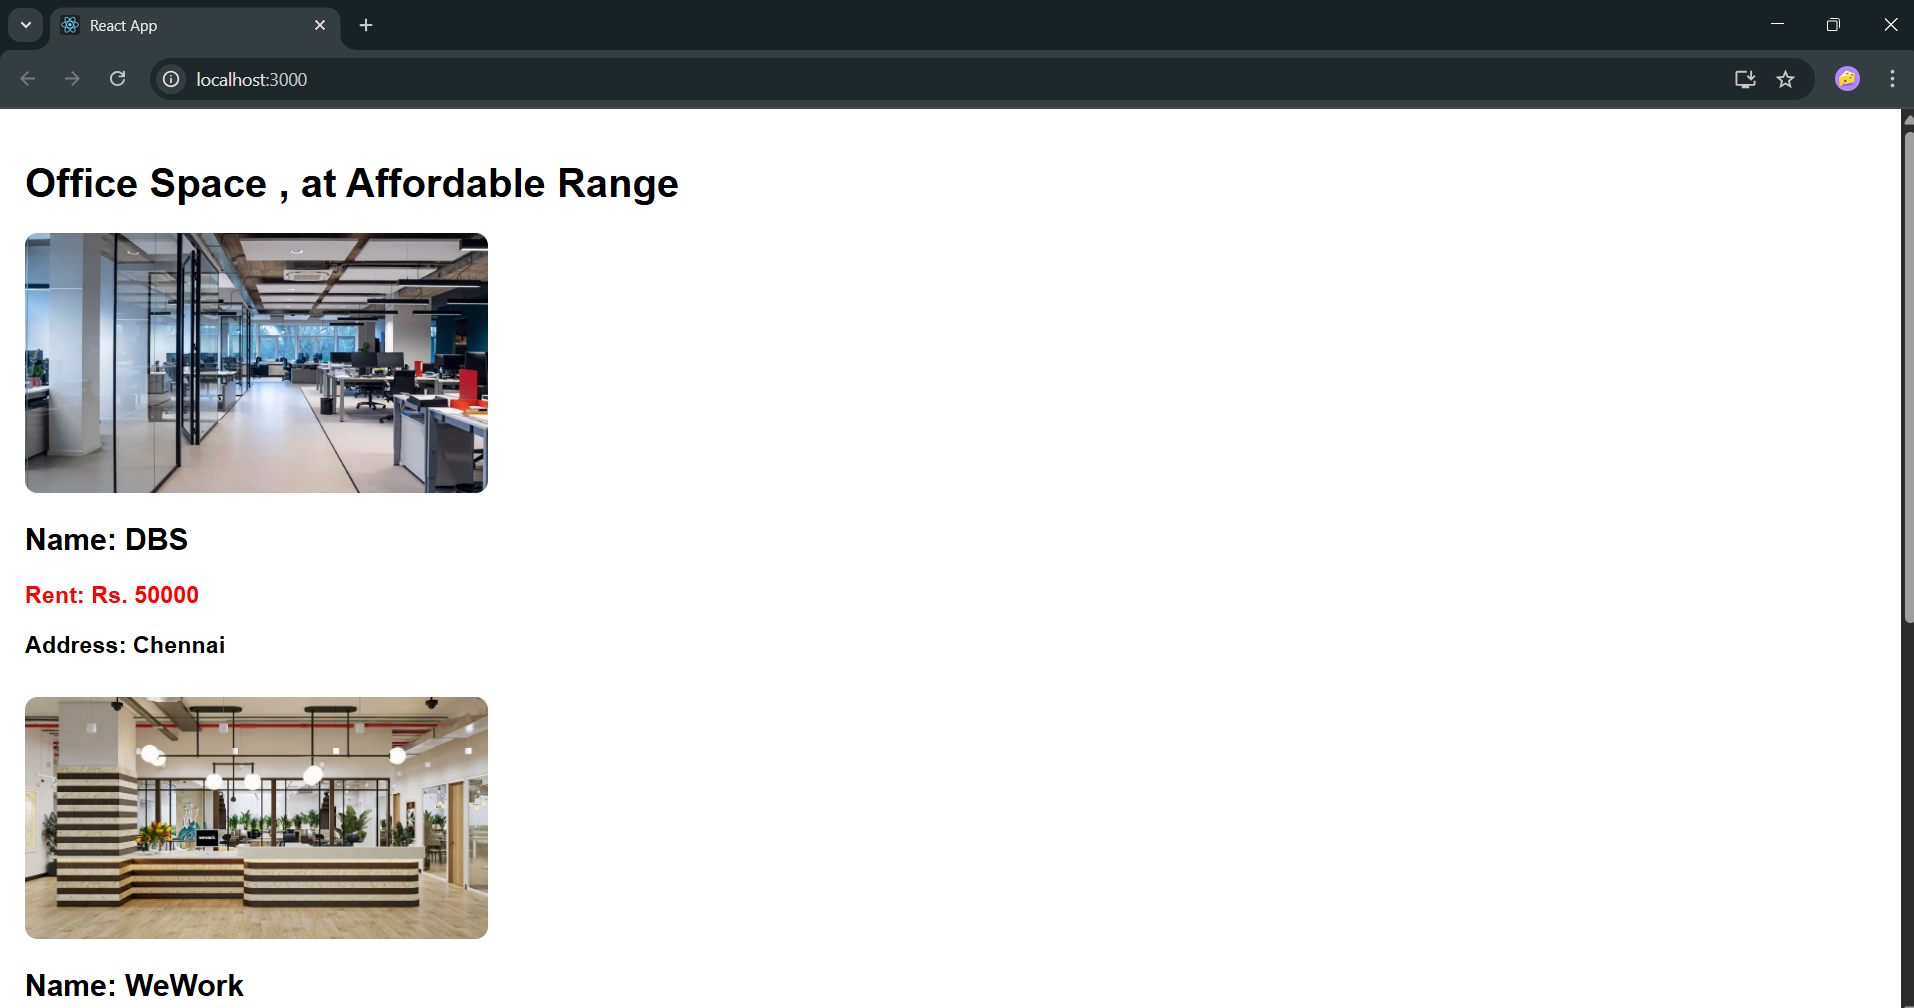 React App
localhost:3000
Office Space , at Affordable Range
Name: DBS
Rent: Rs. 50000
Address: Chennai
Name: WeWork